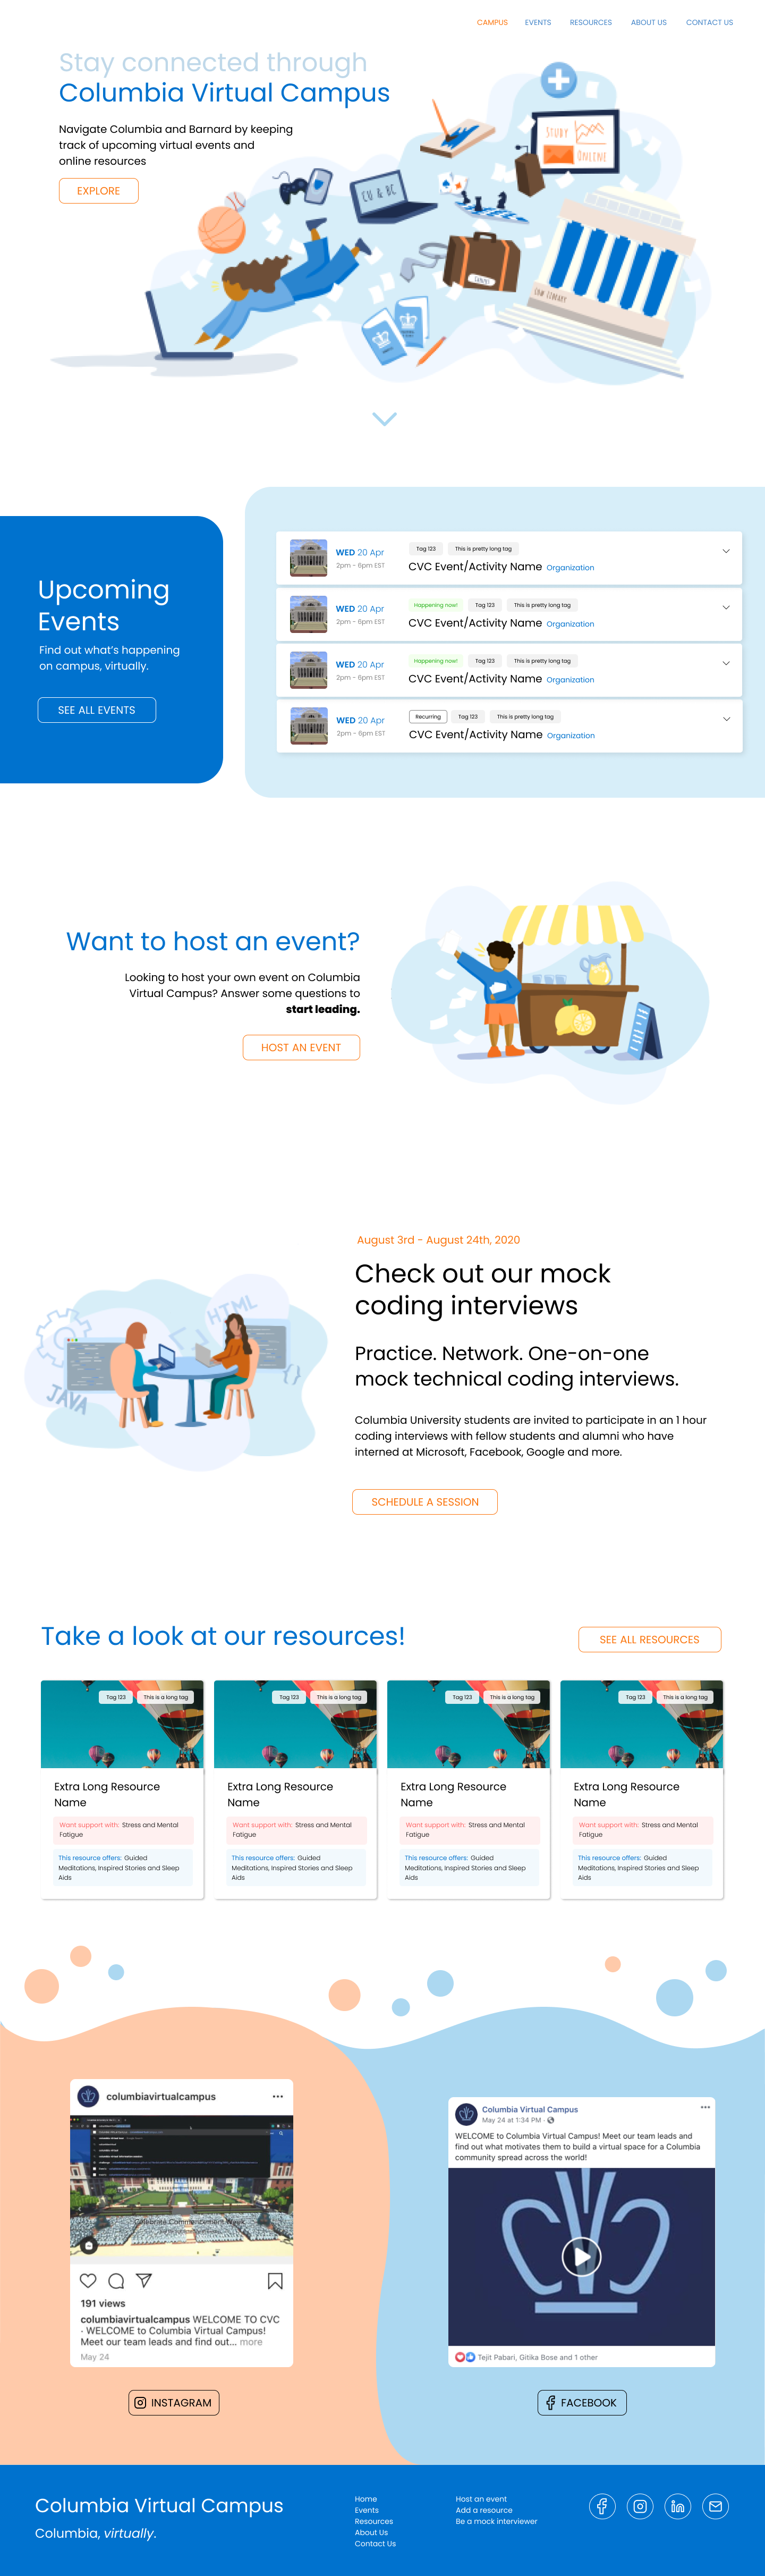 CAMPUS EVENTS RESOURCES ABOUT US CONTACT US
Stay connected through
Columbia Virtual Campus
Navigate Columbia and Barnard by keeping
track of upcoming virtual events and
online resources
EXPLORE
STUDY
ONLINE
CU & BC
LAW LIBRARY
Upcoming
Events
Find out what's happening
on campus, virtually.
SEE ALL EVENTS
Tag 123 This is pretty long tag
WED 20 Apr
2pm - 6pm EST
CVC Event/Activity Name Organization
Happening now! Tag 123 This is pretty long tag
WED 20 Apr
2pm - 6pm EST
CVC Event/Activity Name Organization
Happening now! Tag 123 This is pretty long tag
WED 20 Apr
2pm - 6pm EST
CVC Event/Activity Name Organization
Recurring Tag 123 This is pretty long tag
WED 20 Apr
2pm - 6pm EST
CVC Event/Activity Name Organization
Want to host an event?
Looking to host your own event on Columbia
Virtual Campus? Answer some questions to
start leading.
HOST AN EVENT
August 3rd - August 24th, 2020
Check out our mock
coding interviews
HTML
JAVA
Practice. Network. One-on-one
mock technical coding interviews.
Columbia University students are invited to participate in an 1 hour
coding interviews with fellow students and alumni who have
interned at Microsoft, Facebook, Google and more.
SCHEDULE A SESSION
Take a look at our resources!
SEE ALL RESOURCES
Tag 123 This is a long tag
Extra Long Resource
Name
Want support with: Stress and Mental
Fatigue
This resource offers: Guided
Meditations, Inspired Stories and Sleep
Aids
Tag 123 This is a long tag
Extra Long Resource
Name
Want support with: Stress and Mental
Fatigue
This resource offers: Guided
Meditations, Inspired Stories and Sleep
Aids
Tag 123 This is a long tag
Extra Long Resource
Name
Want support with: Stress and Mental
Fatigue
This resource offers: Guided
Meditations, Inspired Stories and Sleep
Aids
Tag 123 This is a long tag
Extra Long Resource
Name
Want support with: Stress and Mental
Fatigue
This resource offers: Guided
Meditations, Inspired Stories and Sleep
Aids
columbiavirtualcampus
Celebrate Commencement Week
191 views
columbiavirtualcampus WELCOME TO CVC
- WELCOME to Columbia Virtual Campus!
Meet our team leads and find out... more
May 24
INSTAGRAM
Columbia Virtual Campus
May 24 at 1:34 PM ·
WELCOME to Columbia Virtual Campus! Meet our team leads and
find out what motivates them to build a virtual space for a Columbia
community spread across the world!
Tejit Pabari, Gitika Bose and 1 other
FACEBOOK
Columbia Virtual Campus
Columbia, virtually.
Home
Events
Resources
About Us
Contact Us
Host an event
Add a resource
Be a mock interviewer